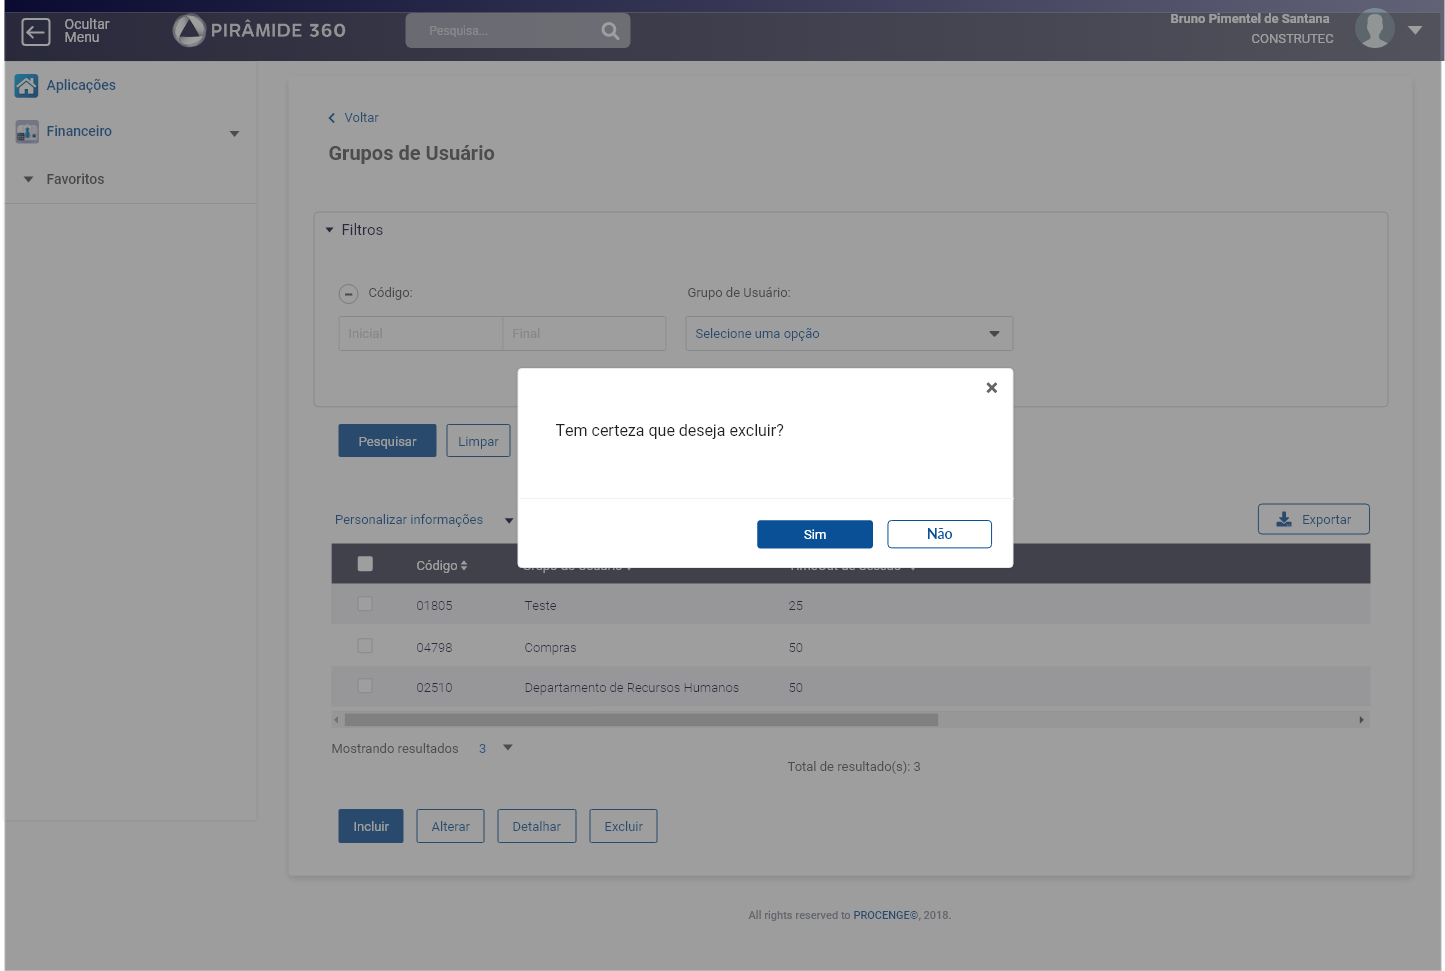 Ocultar
Menu
PIRÂMIDE 360
Pesquisa...
Bruno Pimentel de Santana
CONSTRUTEC
Aplicações
Financeiro
Favoritos
Voltar
Grupos de Usuário
Filtros
Código:
Grupo de Usuário:
Inicial
Final
Selecione uma opção
Tem certeza que deseja excluir?
Sim
Não
Pesquisar
Limpar
Personalizar informações
Exportar
Código
01805 Teste 25
04798 Compras 50
02510 Departamento de Recursos Humanos 50
Mostrando resultados 3
Total de resultado(s): 3
Incluir
Alterar
Detalhar
Excluir
All rights reserved to PROCENGE©, 2018.